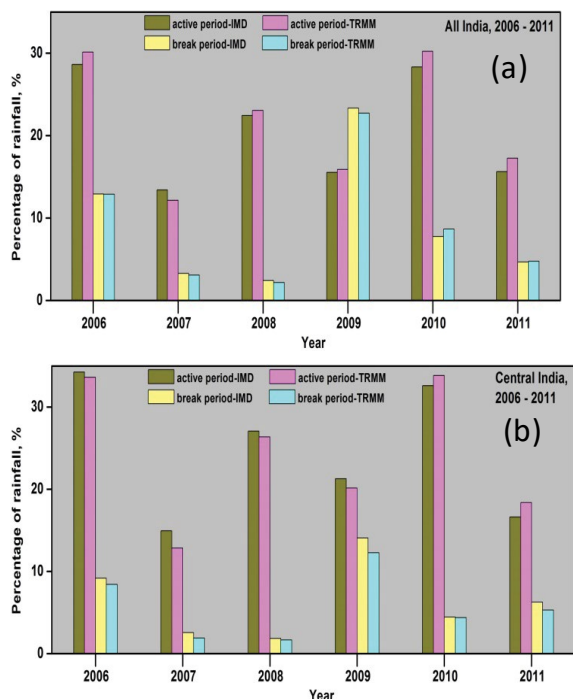 active period-IMD active period-TRMM All India, 2006 - 2011
break period-IMD break period-TRMM
(a)
30
20
10
0
Percentage of rainfall, %
2006 2007 2008 2009 2010 2011
Year
active period-IMD active period-TRMM Central India,
break period-IMD break period-TRMM 2006 - 2011
(b)
30
20
10
0
Percentage of rainfall, %
2006 2007 2008 2009 2010 2011
Year